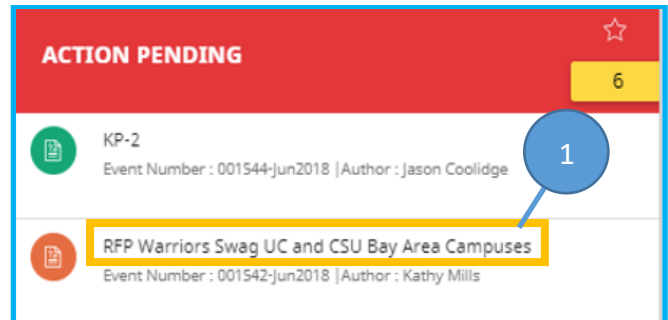 ACTION PENDING
6
KP-2
Event Number : 001544-Jun2018 |Author : Jason Coolidge
1
RFP Warriors Swag UC and CSU Bay Area Campuses
Event Number : 001542-Jun2018 |Author : Kathy Mills